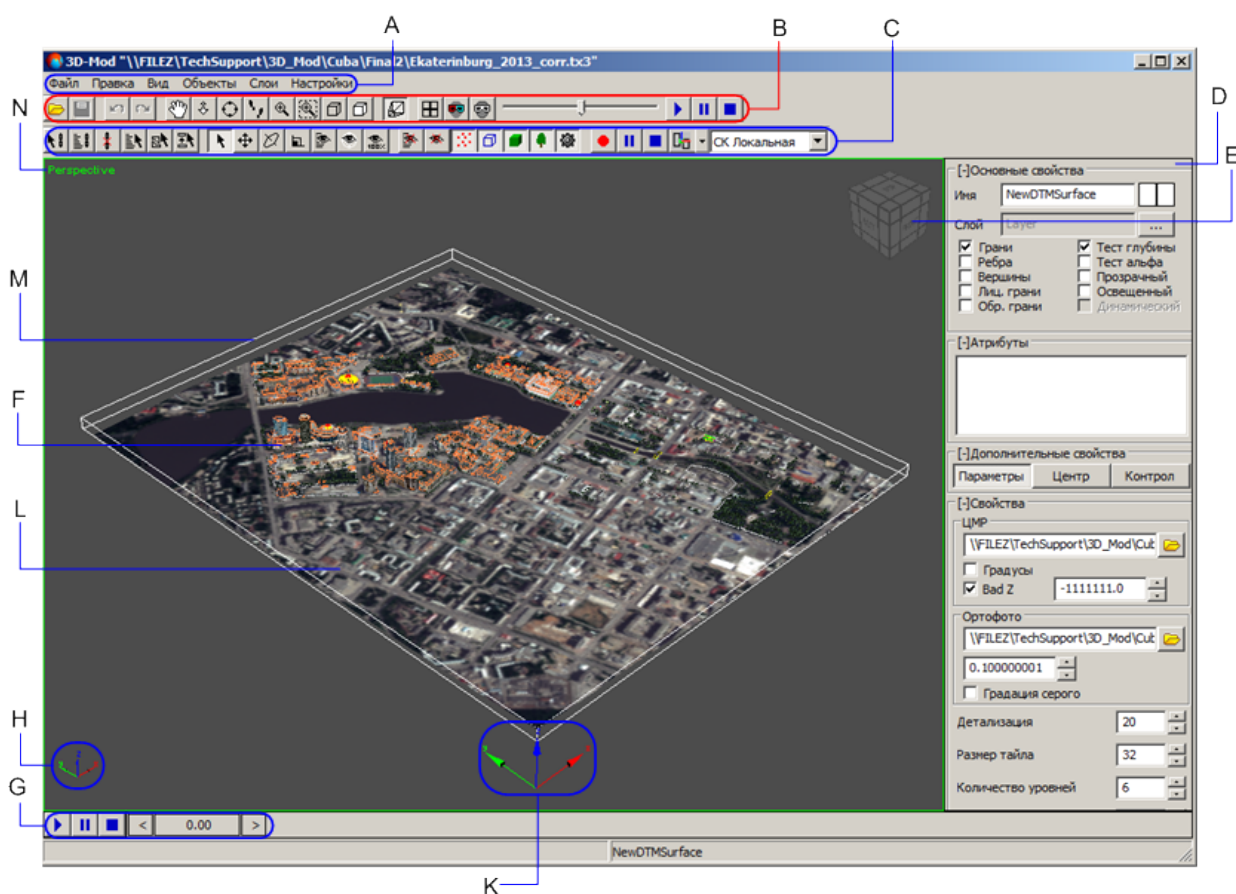 A
B
C
3D-Mod "\\FILEZ\TechSupport\3D_Mod\Cuba\Final2\Ekaterinburg_2013_corr.tx3"
Файл Правка Вид Объекты Слои Настройки
N
D
100%
СК Локальная
E
Perspective
[-]Основные свойства
Имя NewDTMSurface
Слой Layer ...
Грани Тест глубины
Ребра Тест альфа
Вершины Прозрачный
Лиц. грани Освещенный
Обр. грани Динамический
M
[-]Атрибуты
F
[-]Дополнительные свойства
Параметры Центр Контрол
[-]Свойства
ЦМР
\\FILEZ\TechSupport\3D_Mod\Cub
L
Градусы
Bad Z -1111111.0
Ортофото
\\FILEZ\TechSupport\3D_Mod\Cub
0.100000001
Градация серого
H
Детализация 20
Размер тайла 32
G
Количество уровней 6
< 0.00 >
NewDTMSurface
K